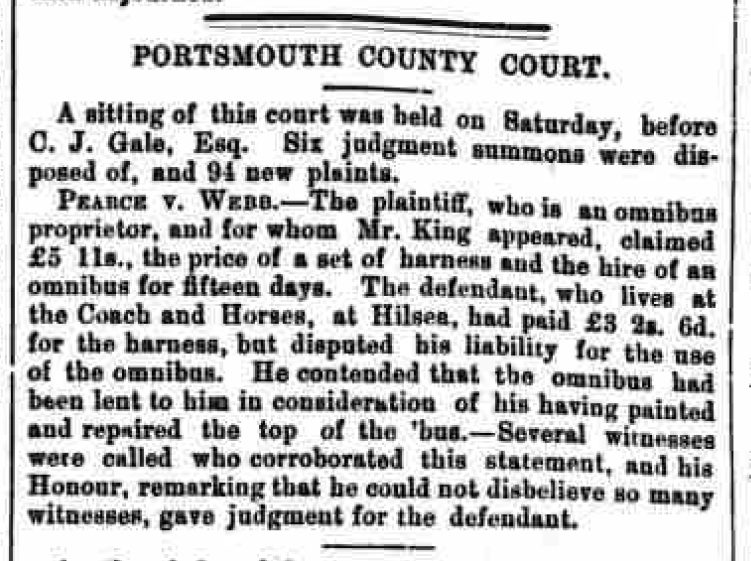 PORTSMOUTH COUNTY COURT.
A sitting of this court was held on Saturday, before
C. J. Gale, Esq. Six judgment summons were dis-
posed of, and 94 new plaints.
PEARCE V. WEBB.—The plaintiff, who is an omnibus
proprietor, and for whom Mr. King appeared, claimed
£5 11s., the price of a set of harness and the hire of an
omnibus for fifteen days. The defendant, who lives at
the Coach and Horses, at Hilsea, had paid £3 2s. 6d.
for the harness, but disputed his liability for the use
of the omnibus. He contended that the omnibus had
been lent to him in consideration of his having painted
and repaired the top of the 'bus.—Several witnesses
were called who corroborated this statement, and his
Honour, remarking that he could not disbelieve so many
witnesses, gave judgment for the defendant.